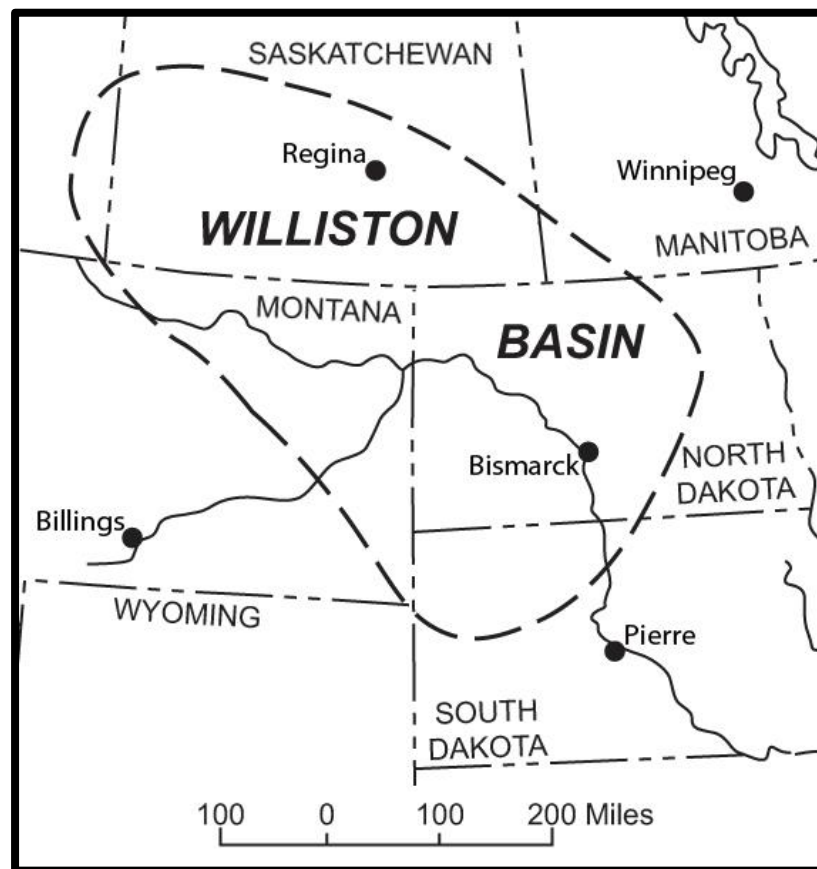 SASKATCHEWAN
Regina
Winnipeg
WILLISTON
MANITOBA
MONTANA
BASIN
Bismarck
NORTH
DAKOTA
Billings
WYOMING
Pierre
SOUTH
DAKOTA
100 0 100 200 Miles